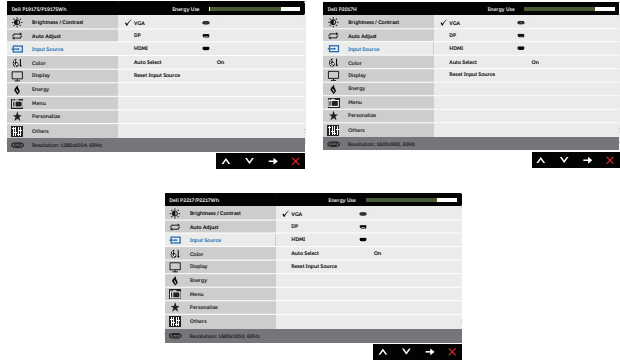 Dell P1917S/P1917SWh Energy Use
Brightness / Contrast ✓ VGA
Auto Adjust DP
Input Source HDMI
Color Auto Select On
Display Reset Input Source
Energy
Menu
Personalize
Others
Resolution: 1280x1024, 60Hz
Dell P2017H Energy Use
Brightness / Contrast ✓ VGA
Auto Adjust DP
Input Source HDMI
Color Auto Select On
Display Reset Input Source
Energy
Menu
Personalize
Others
Resolution: 1600x900, 60Hz
Dell P2217/P2217Wh Energy Use
Brightness / Contrast ✓ VGA
Auto Adjust DP
Input Source HDMI
Color Auto Select On
Display Reset Input Source
Energy
Menu
Personalize
Others
Resolution: 1680x1050, 60Hz